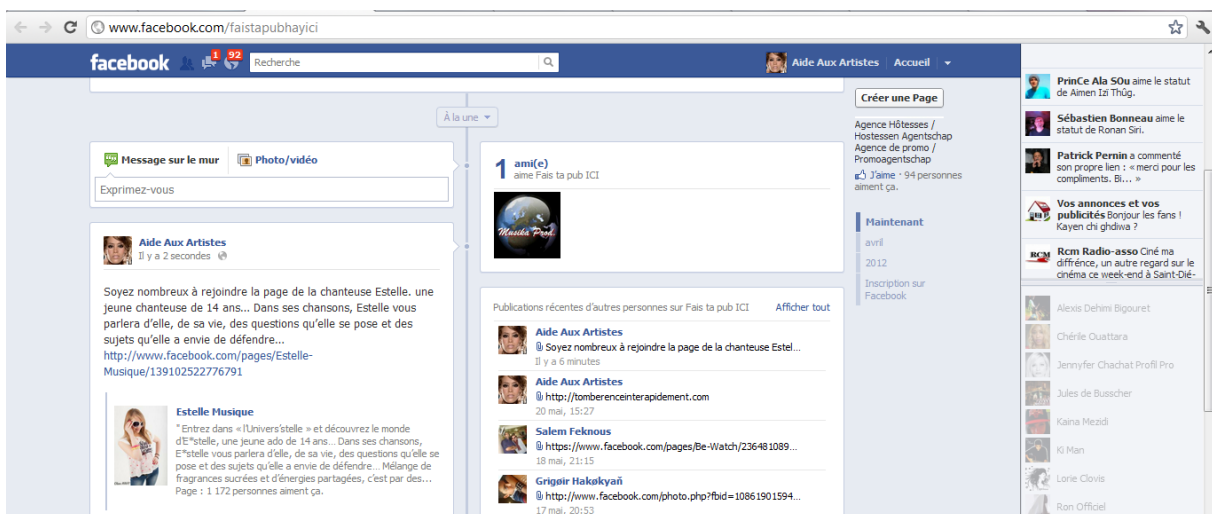 www.facebook.com/faistapubhayici
facebook
1
92
Recherche
Aide Aux Artistes
Accueil
À la une
Message sur le mur
Photo/vidéo
Exprimez-vous
Aide Aux Artistes
Il y a 2 secondes
Soyez nombreux à rejoindre la page de la chanteuse Estelle. une
jeune chanteuse de 14 ans... Dans ses chansons, Estelle vous
parlera d'elle, de sa vie, des questions qu'elle se pose et des
sujets qu'elle a envie de défendre...
http://www.facebook.com/pages/Estelle-
Musique/139102522776791
Estelle Musique
"Entrez dans «l'Univers'stelle » et découvrez le monde
d'E*stelle, une jeune ado de 14 ans... Dans ses chansons,
E*stelle vous parlera d'elle, de sa vie, des questions qu'elle se
pose et des sujets qu'elle a envie de défendre... Mélange de
fragrances sucrées et d'énergies partagées, c'est par des...
Page : 1 172 personnes aiment ça.
1 ami(e)
aime Fais ta pub ICI
Musika Prod.
Publications récentes d'autres personnes sur Fais ta pub ICI
Afficher tout
Aide Aux Artistes
Soyez nombreux à rejoindre la page de la chanteuse Estel...
Il y a 6 minutes
Aide Aux Artistes
http://tomberenceinterapidement.com
20 mai, 15:27
Salem Feknous
https://www.facebook.com/pages/Be-Watch/236481089...
18 mai, 21:15
Grigøir Hakøkyañ
http://www.facebook.com/photo.php?fbid=10861901594...
17 mai, 20:53
Créer une Page
Agence Hôtesses /
Hostessen Agentschap
Agence de promo /
Promoagentschap
J'aime · 94 personnes
aiment ça.
Maintenant
avril
2012
Inscription sur
Facebook
PrinCe Ala SOu aime le statut
de Aimen Izi Thûg.
Sébastien Bonneau aime le
statut de Ronan Siri.
Patrick Pernin a commenté
son propre lien : «merci pour les
compliments. Bi... »
Vos annonces et vos
publicités Bonjour les fans !
Kayen chi ghdiwa ?
RCM
Rcm Radio-asso Ciné ma
diffrénce, un autre regard sur le
cinéma ce week-end à Saint-Dié-
Alexis Dehimi Bigouret
Chérile Ouattara
Jennyfer Chachat Profil Pro
Jules de Busscher
Kaina Mezidi
Ki Man
Lorie Clovis
Ron Officiel